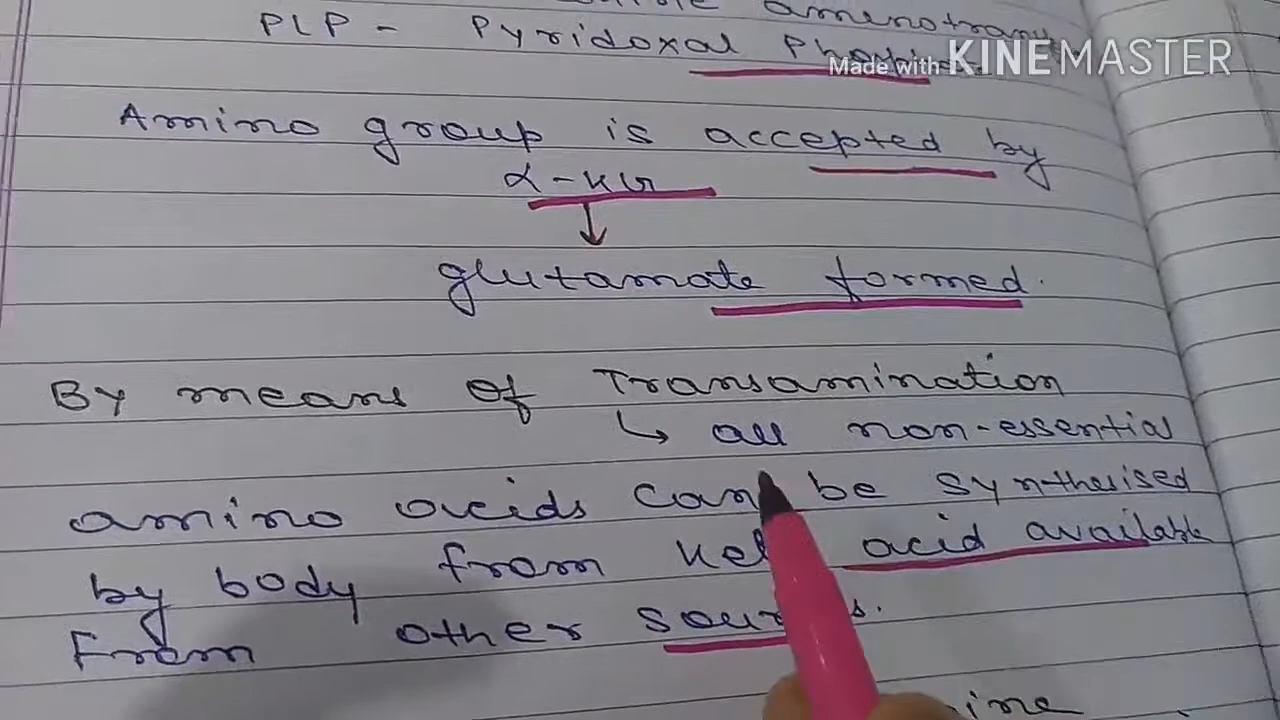 PLP - Pyridoxal
Made with KINEMASTER
Amino group is accepted by
α-KG
↓
glutamate formed.
By means of Transamination
↳ all non-essential
amino acids can be synthesised
by body from acid available
From other